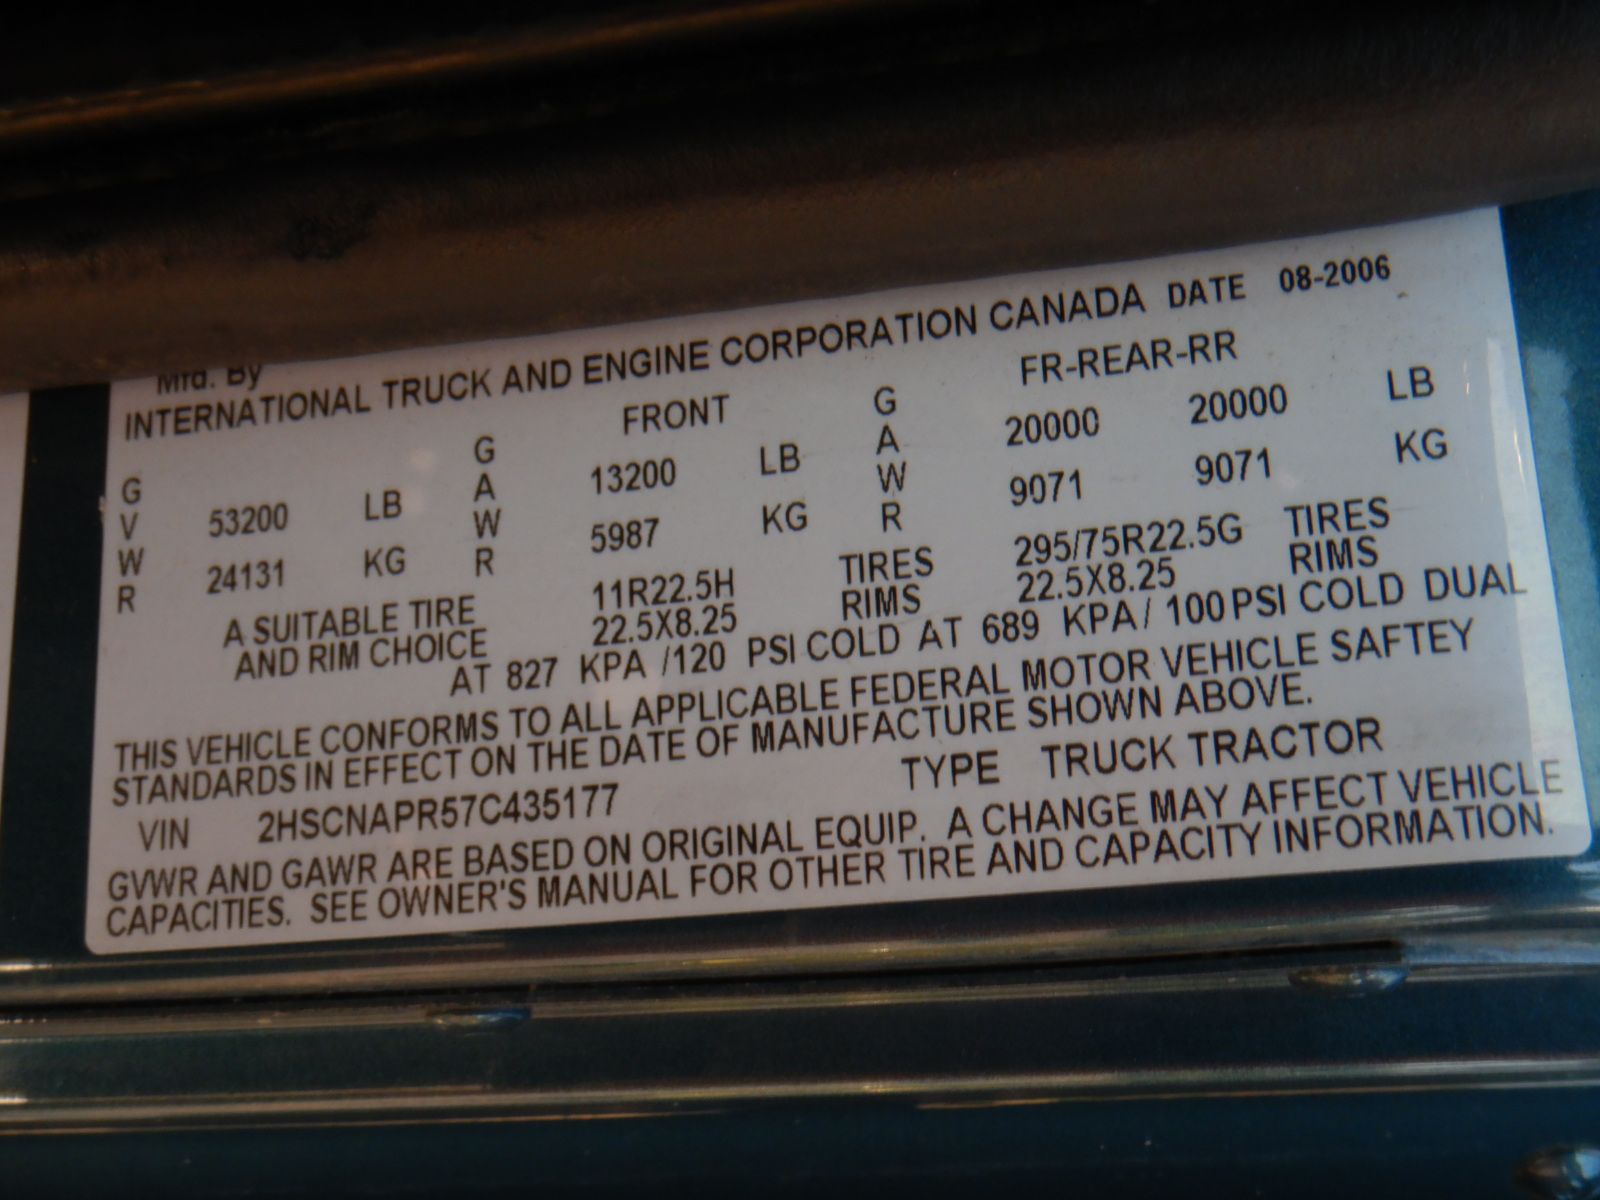 Mfd. By
INTERNATIONAL TRUCK AND ENGINE CORPORATION CANADA DATE 08-2006
G V W R 53200 LB 24131 KG
G A W R FRONT 13200 LB 5987 KG
G A W R FR-REAR-RR 20000 20000 LB 9071 9071 KG
A SUITABLE TIRE 11R22.5H TIRES 295/75R22.5G TIRES
AND RIM CHOICE 22.5X8.25 RIMS 22.5X8.25 RIMS
AT 827 KPA /120 PSI COLD AT 689 KPA/ 100PSI COLD DUAL
THIS VEHICLE CONFORMS TO ALL APPLICABLE FEDERAL MOTOR VEHICLE SAFTEY
STANDARDS IN EFFECT ON THE DATE OF MANUFACTURE SHOWN ABOVE.
VIN 2HSCNAPR57C435177 TYPE TRUCK TRACTOR
GVWR AND GAWR ARE BASED ON ORIGINAL EQUIP. A CHANGE MAY AFFECT VEHICLE
CAPACITIES. SEE OWNER'S MANUAL FOR OTHER TIRE AND CAPACITY INFORMATION.